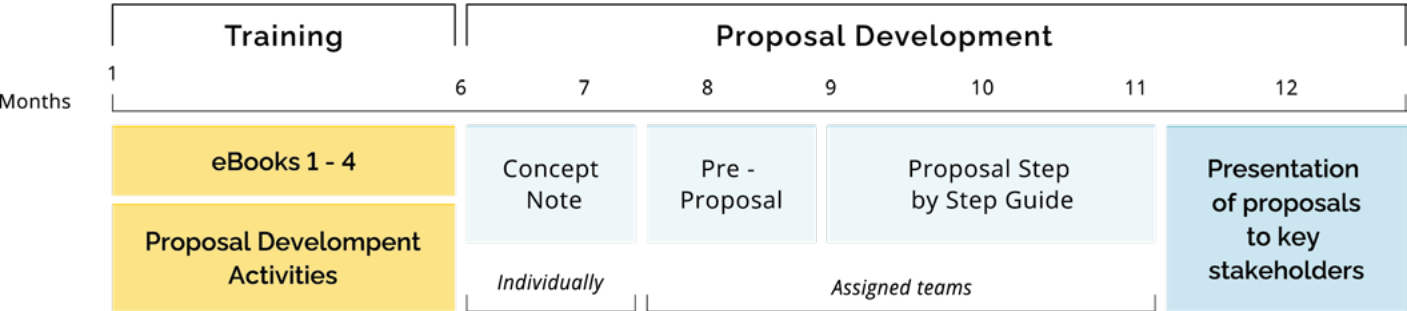 Training
Proposal Development
1
6 7 8 9 10 11 12
Months
eBooks 1 - 4
Proposal Develompent
Activities
Concept
Note
Pre -
Proposal
Proposal Step
by Step Guide
Presentation
of proposals
to key
stakeholders
Individually
Assigned teams